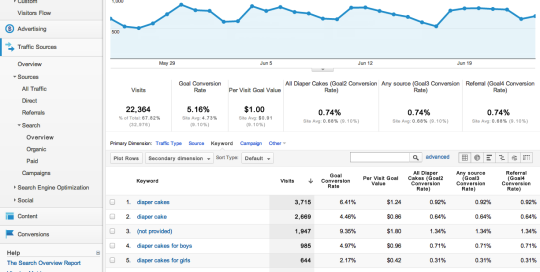 Custom
Visitors Flow
Advertising
Traffic Sources
Overview
Sources
All Traffic
Direct
Referrals
Search
Overview
Organic
Paid
Campaigns
Search Engine Optimization
Social
Content
Conversions
Help
The Search Overview Report
1,000
500
May 29
Jun 5
Jun 12
Jun 19
Visits
22,364
% of Total: 67.82%
Goal Conversion Rate
5.16%
Site Avg: 4.73%
(9.10%)
Per Visit Goal Value
$1.00
Site Avg: $0.91
(9.10%)
All Diaper Cakes (Goal2 Conversion Rate)
0.74%
Site Avg: 0.68% (9.10%)
Any source (Goal3 Conversion Rate)
0.74%
Site Avg: 0.68% (9.10%)
Referral (Goal4 Conversion Rate)
0.74%
Site Avg: 0.68% (9.10%)
Primary Dimension: Traffic Type Source Keyword Campaign Other
Plot Rows Secondary dimension Sort Type: Default advanced
Keyword Visits Goal Conversion Rate Per Visit Goal Value All Diaper Cakes (Goal2 Conversion Rate) Any source (Goal3 Conversion Rate) Referral (Goal4 Conversion Rate)
1. diaper cakes 3,715 6.41% $1.24 0.92% 0.92% 0.92%
2. diaper cake 2,669 4.46% $0.86 0.64% 0.64% 0.64%
3. (not provided) 1,947 9.35% $1.80 1.34% 1.34% 1.34%
4. diaper cakes for boys 985 4.97% $0.96 0.71% 0.71% 0.71%
5. diaper cakes for girls 644 2.17% $0.42 0.31% 0.31% 0.31%